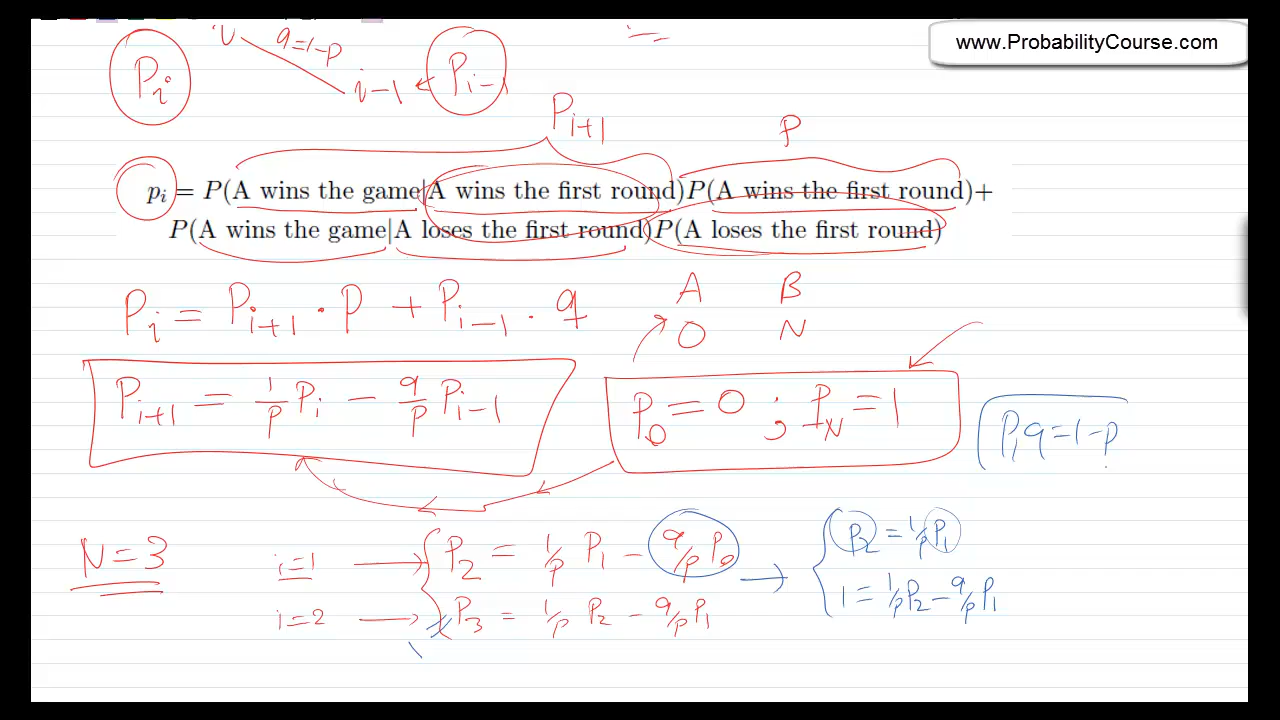 www.ProbabilityCourse.com
q=1-p
P_i
i-1 ← P_{i-1}
P_{i+1}
P
p_i = P(A wins the game|A wins the first round)P(A wins the first round)+
P(A wins the game|A loses the first round)P(A loses the first round)
P_i = P_{i+1} · P + P_{i-1} · q
A B
0 N
P_{i+1} = 1/P P_i - q/P P_{i-1}
P_0 = 0 ; P_N = 1
P, q=1-p
N=3
i=1 → P_2 = 1/p P_1 - q/p P_0
i=2 → P_3 = 1/p P_2 - q/p P_1
→ P_2 = 1/p P_1
1 = 1/p P_2 - q/p P_1